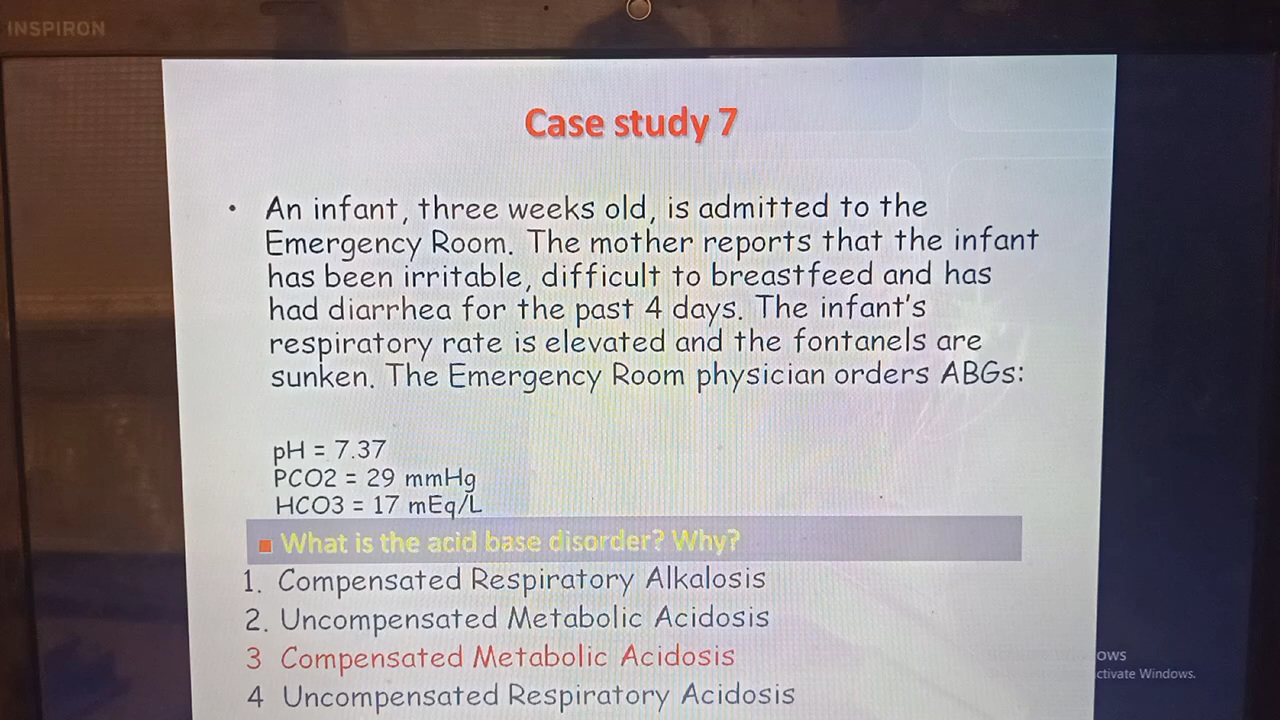 INSPIRON
Case study 7
• An infant, three weeks old, is admitted to the
Emergency Room. The mother reports that the infant
has been irritable, difficult to breastfeed and has
had diarrhea for the past 4 days. The infant's
respiratory rate is elevated and the fontanels are
sunken. The Emergency Room physician orders ABGs:
pH = 7.37
PCO2 = 29 mmHg
HCO3 = 17 mEq/L
What is the acid base disorder? Why?
1. Compensated Respiratory Alkalosis
2. Uncompensated Metabolic Acidosis
3 Compensated Metabolic Acidosis
4 Uncompensated Respiratory Acidosis
ows
ctivate Windows.